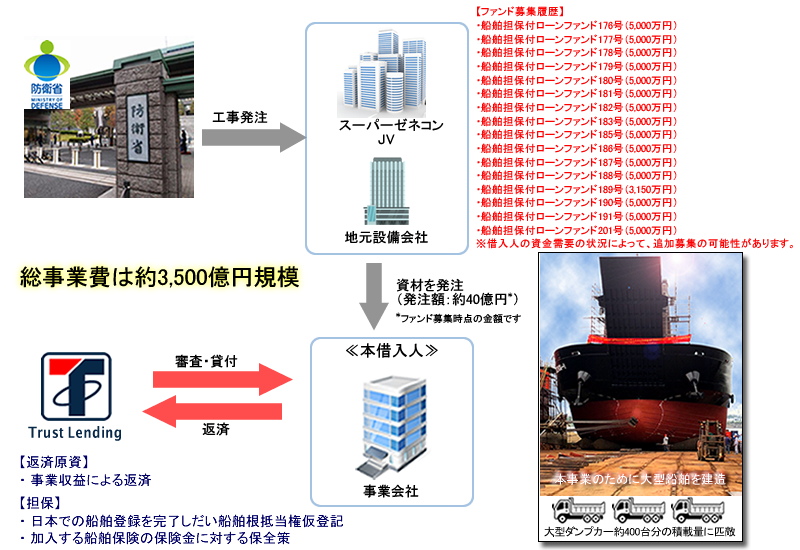 防衛省
MINISTRY OF
DEFENSE
防衛省
工事発注
スーパーゼネコン
JV
地元設備会社
【ファンド募集履歴】
・船舶担保付ローンファンド176号（5,000万円）
・船舶担保付ローンファンド177号（5,000万円）
・船舶担保付ローンファンド178号（5,000万円）
・船舶担保付ローンファンド179号（5,000万円）
・船舶担保付ローンファンド180号（5,000万円）
・船舶担保付ローンファンド181号（5,000万円）
・船舶担保付ローンファンド182号（5,000万円）
・船舶担保付ローンファンド183号（5,000万円）
・船舶担保付ローンファンド185号（5,000万円）
・船舶担保付ローンファンド186号（5,000万円）
・船舶担保付ローンファンド187号（5,000万円）
・船舶担保付ローンファンド188号（5,000万円）
・船舶担保付ローンファンド189号（3,150万円）
・船舶担保付ローンファンド190号（5,000万円）
・船舶担保付ローンファンド191号（5,000万円）
・船舶担保付ローンファンド201号（5,000万円）
※借入人の資金需要の状況によって、追加募集の可能性があります。
総事業費は約3,500億円規模
資材を発注
（発注額：約40億円*）
*ファンド募集時点の金額です
Trust Lending
審査・貸付
返済
≪本借入人≫
事業会社
【返済原資】
・ 事業収益による返済
【担保】
・ 日本での船舶登録を完了しだい船舶根抵当権仮登記
・ 加入する船舶保険の保険金に対する保全策
本事業のために大型船舶を建造
大型ダンプカー約400台分の積載量に匹敵